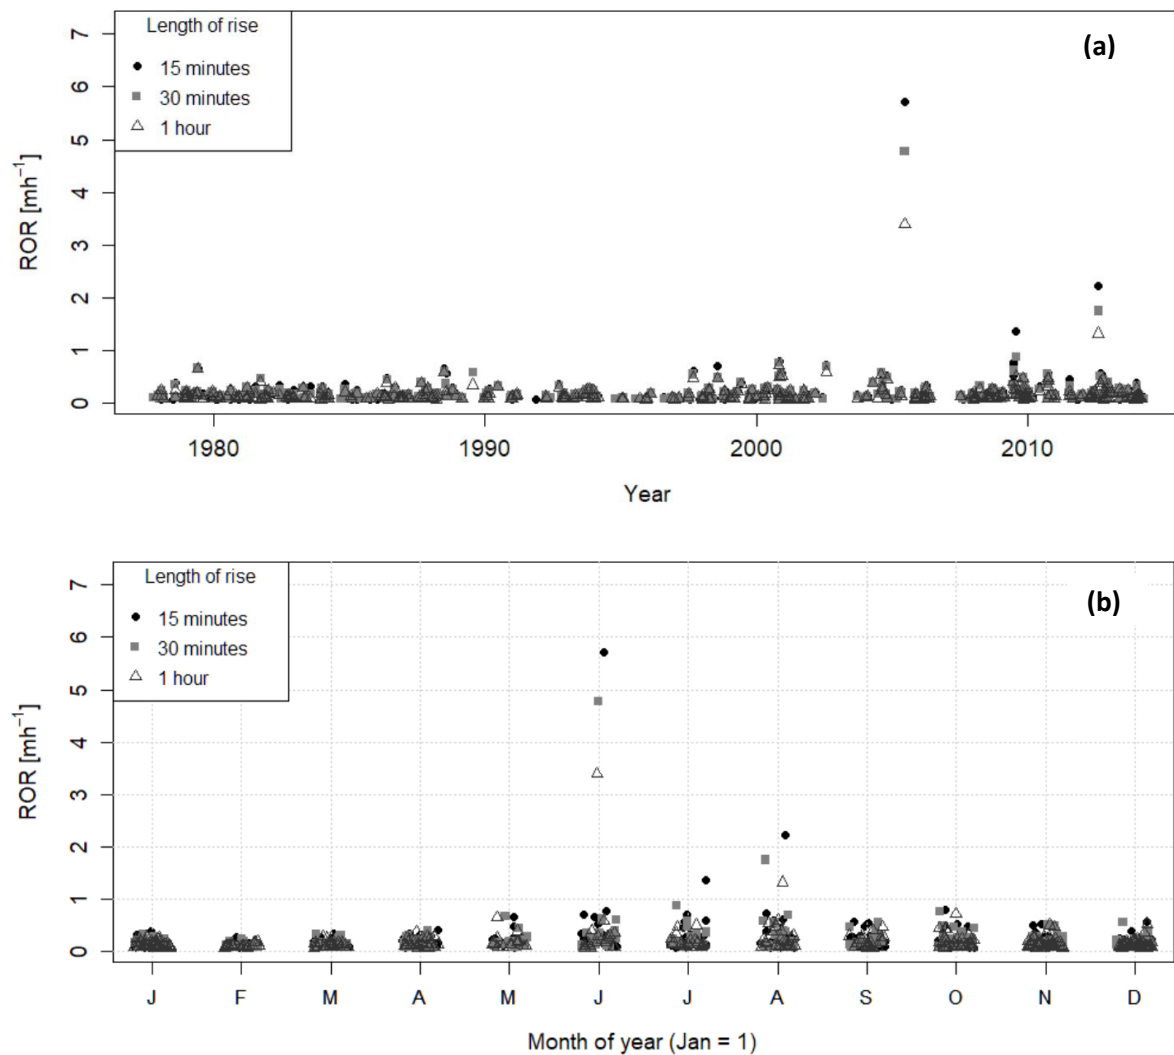 Length of rise
15 minutes
30 minutes
1 hour
(a)
7
6
5
4
3
2
1
0
ROR [mh⁻¹]
1980 1990 2000 2010
Year
Length of rise
15 minutes
30 minutes
1 hour
(b)
7
6
5
4
3
2
1
0
ROR [mh⁻¹]
J F M A M J J A S O N D
Month of year (Jan = 1)